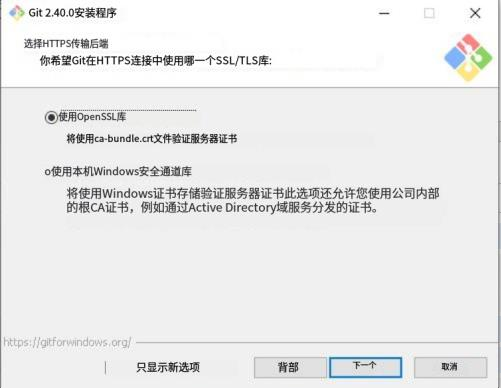 Git 2.40.0安装程序
选择HTTPS传输后端
你希望Git在HTTPS连接中使用哪一个SSL/TLS库:
使用OpenSSL库
将使用ca-bundle.crt文件验证服务器证书
o使用本机Windows安全通道库
将使用Windows证书存储验证服务器证书此选项还允许您使用公司内部
的根CA证书，例如通过Active Directory域服务分发的证书。
https://gitforwindows.org/
只显示新选项
背部
下一个
取消